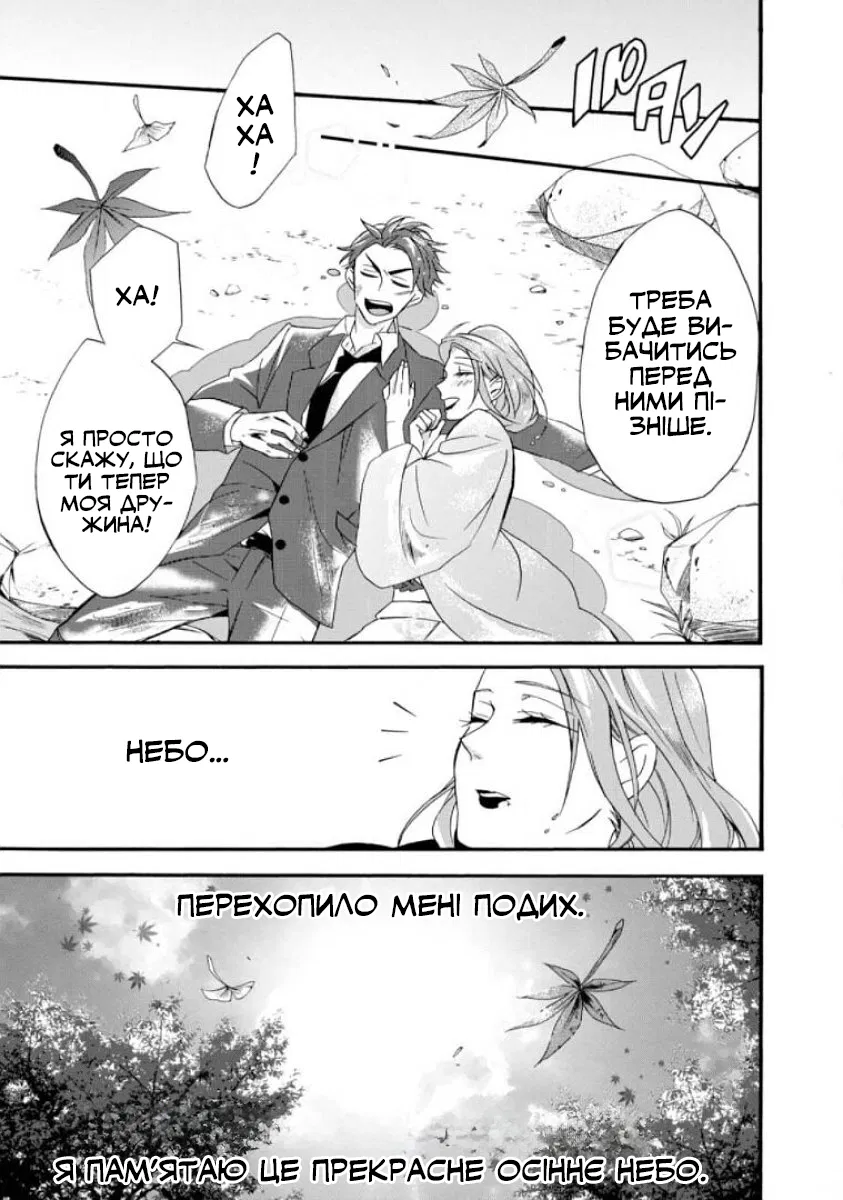 ХА
ХА
!
ТРЕБА
БУДЕ ВИ-
БАЧИТИСЬ
ПЕРЕД
НИМИ ПІ-
ЗНІШЕ.
ХА!
Я ПРОСТО
СКАЖУ, ЩО
ТИ ТЕПЕР
МОЯ ДРУ-
ЖИНА!
НЕБО...
ПЕРЕХОПИЛО МЕНІ ПОДИХ.
Я ПАМ'ЯТАЮ ЦЕ ПРЕКРАСНЕ ОСІННЄ НЕБО.